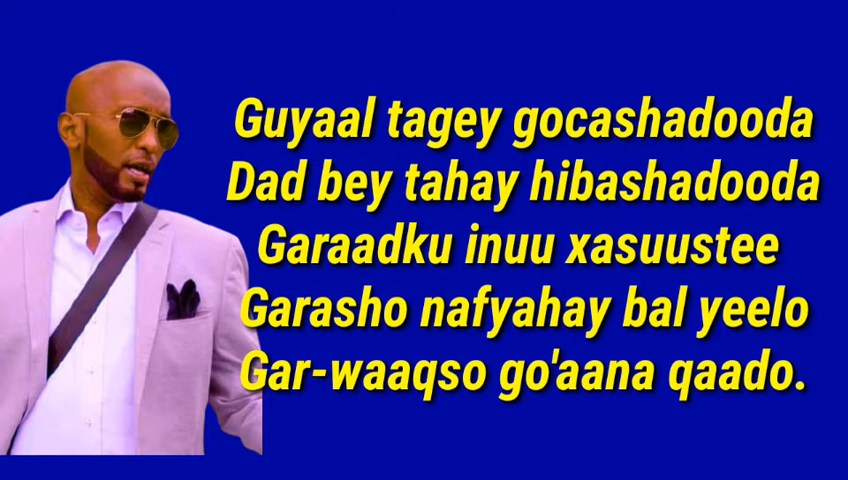 Guyaal tagey gocashadooda
Dad bey tahay hibashadooda
Garaadku inuu xasuustee
Garasho nafyahay bal yeelo
Gar-waaqso go'aana qaado.